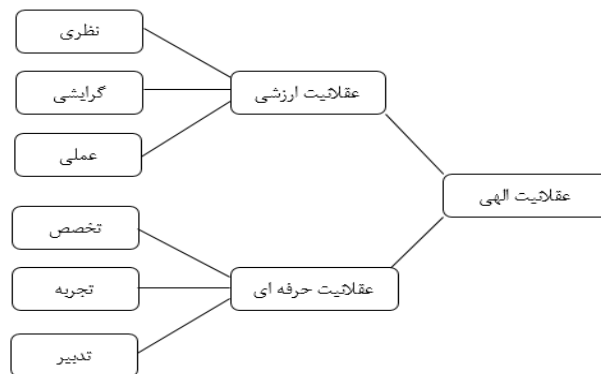 نظری
عقلانیت ارزشی
گرایشی
عملی
عقلانیت الهی
تخصص
عقلانیت حرفه ای
تجربه
تدبیر